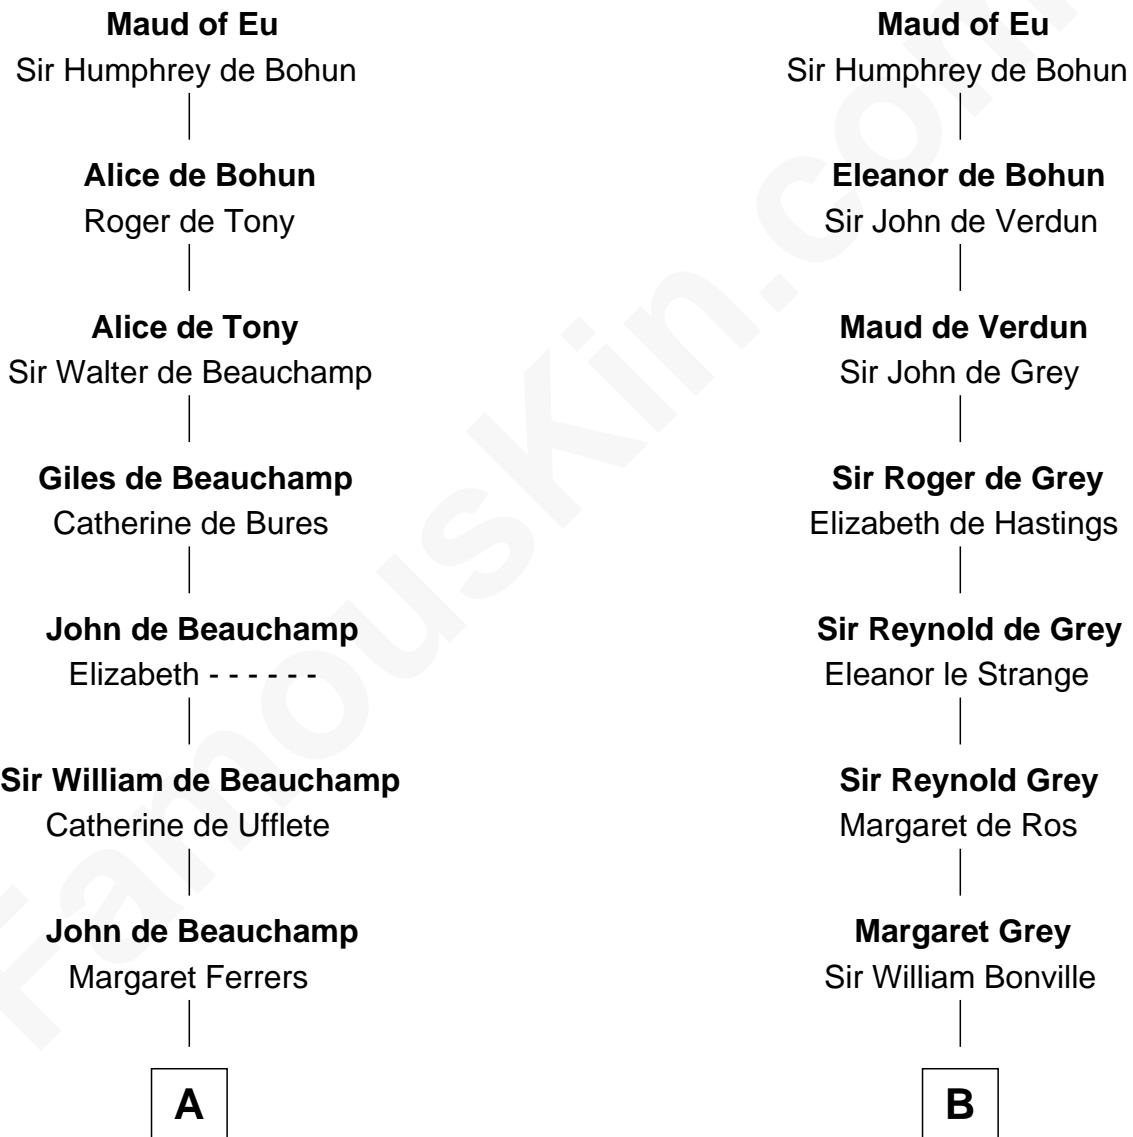 Maud of Eu
Sir Humphrey de Bohun
Alice de Bohun
Roger de Tony
Alice de Tony
Sir Walter de Beauchamp
Giles de Beauchamp
Catherine de Bures
John de Beauchamp
Elizabeth - - - - - -
Sir William de Beauchamp
Catherine de Ufflete
John de Beauchamp
Margaret Ferrers
A
Maud of Eu
Sir Humphrey de Bohun
Eleanor de Bohun
Sir John de Verdun
Maud de Verdun
Sir John de Grey
Sir Roger de Grey
Elizabeth de Hastings
Sir Reynold de Grey
Eleanor le Strange
Sir Reynold Grey
Margaret de Ros
Margaret Grey
Sir William Bonville
B
FamousKin.com